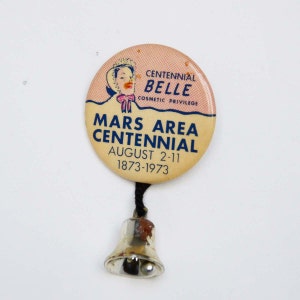 CENTENNIAL
BELLE
COSMETIC PRIVILEGE
MARS AREA
CENTENNIAL
AUGUST 2-11
1873-1973